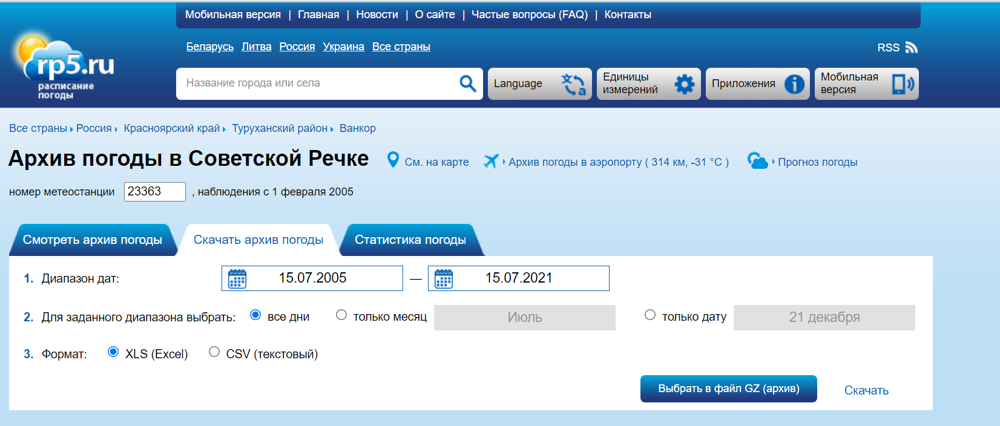 Мобильная версия | Главная | Новости | О сайте | Частые вопросы (FAQ) | Контакты
Беларусь Литва Россия Украина Все страны
RSS
rp5.ru
расписание
погоды
Название города или села
Language
Единицы
измерений
Приложения
Мобильная
версия
Все страны Россия Красноярский край Туруханский район Ванкор
Архив погоды в Советской Речке См. на карте Архив погоды в аэропорту ( 314 км, -31 °C ) Прогноз погоды
номер метеостанции 23363 , наблюдения с 1 февраля 2005
Смотреть архив погоды Скачать архив погоды Статистика погоды
1. Диапазон дат: 15.07.2005 — 15.07.2021
2. Для заданного диапазона выбрать: все дни только месяц Июль только дату 21 декабря
3. Формат: XLS (Excel) CSV (текстовый)
Выбрать в файл GZ (архив) Скачать